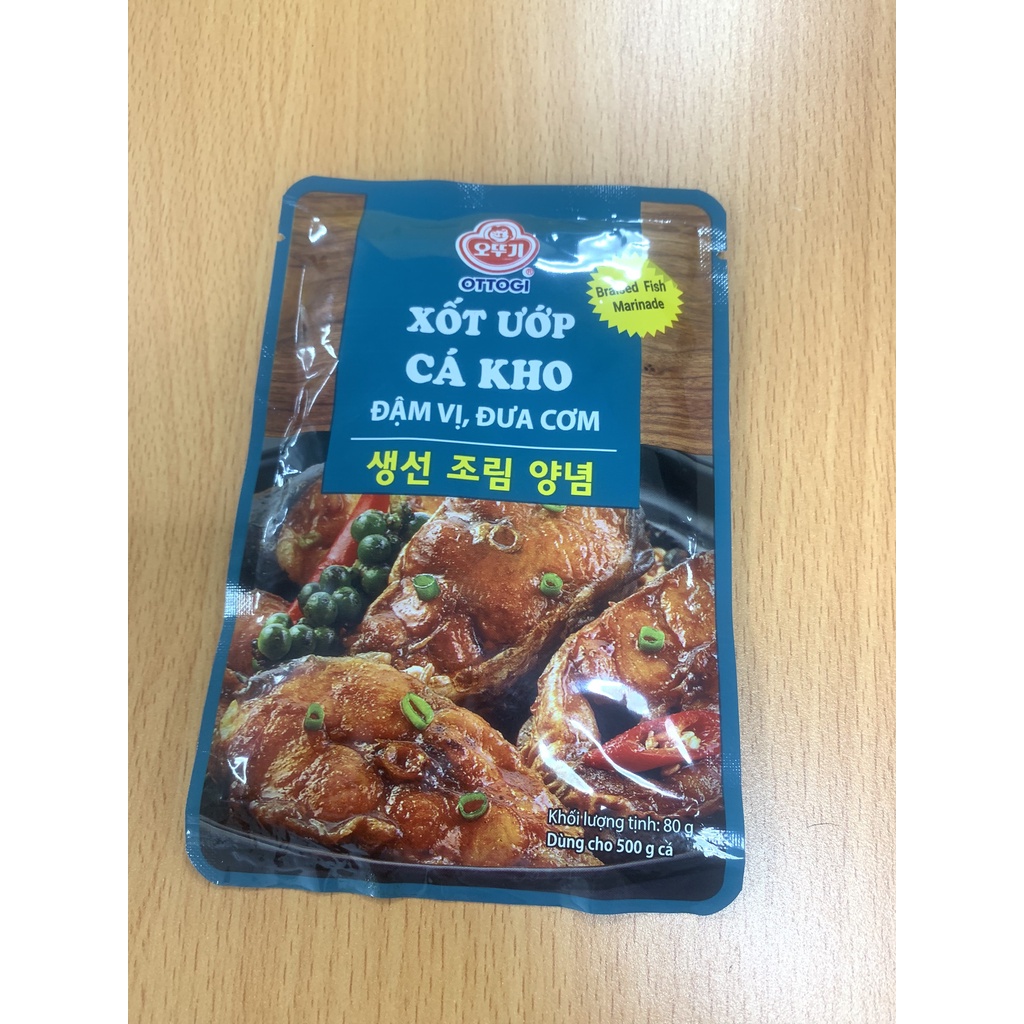 오뚜기
OTTOGI
®
Braised Fish
Marinade
XỐT ƯỚP
CÁ KHO
ĐẬM VỊ, ĐƯA CƠM
생선 조림 양념
Khối lượng tịnh: 80 g
Dùng cho 500 g cá